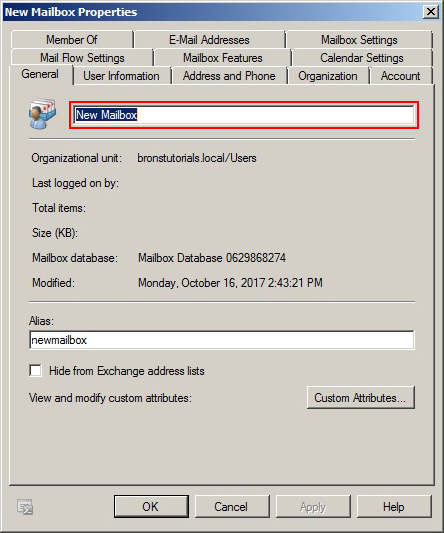 New Mailbox Properties
Member Of E-Mail Addresses Mailbox Settings
Mail Flow Settings Mailbox Features Calendar Settings
General User Information Address and Phone Organization Account
New Mailbox
Organizational unit: bronstutorials.local/Users
Last logged on by:
Total items:
Size (KB):
Mailbox database: Mailbox Database 0629868274
Modified: Monday, October 16, 2017 2:43:21 PM
Alias:
newmailbox
Hide from Exchange address lists
View and modify custom attributes: Custom Attributes...
OK Cancel Apply Help